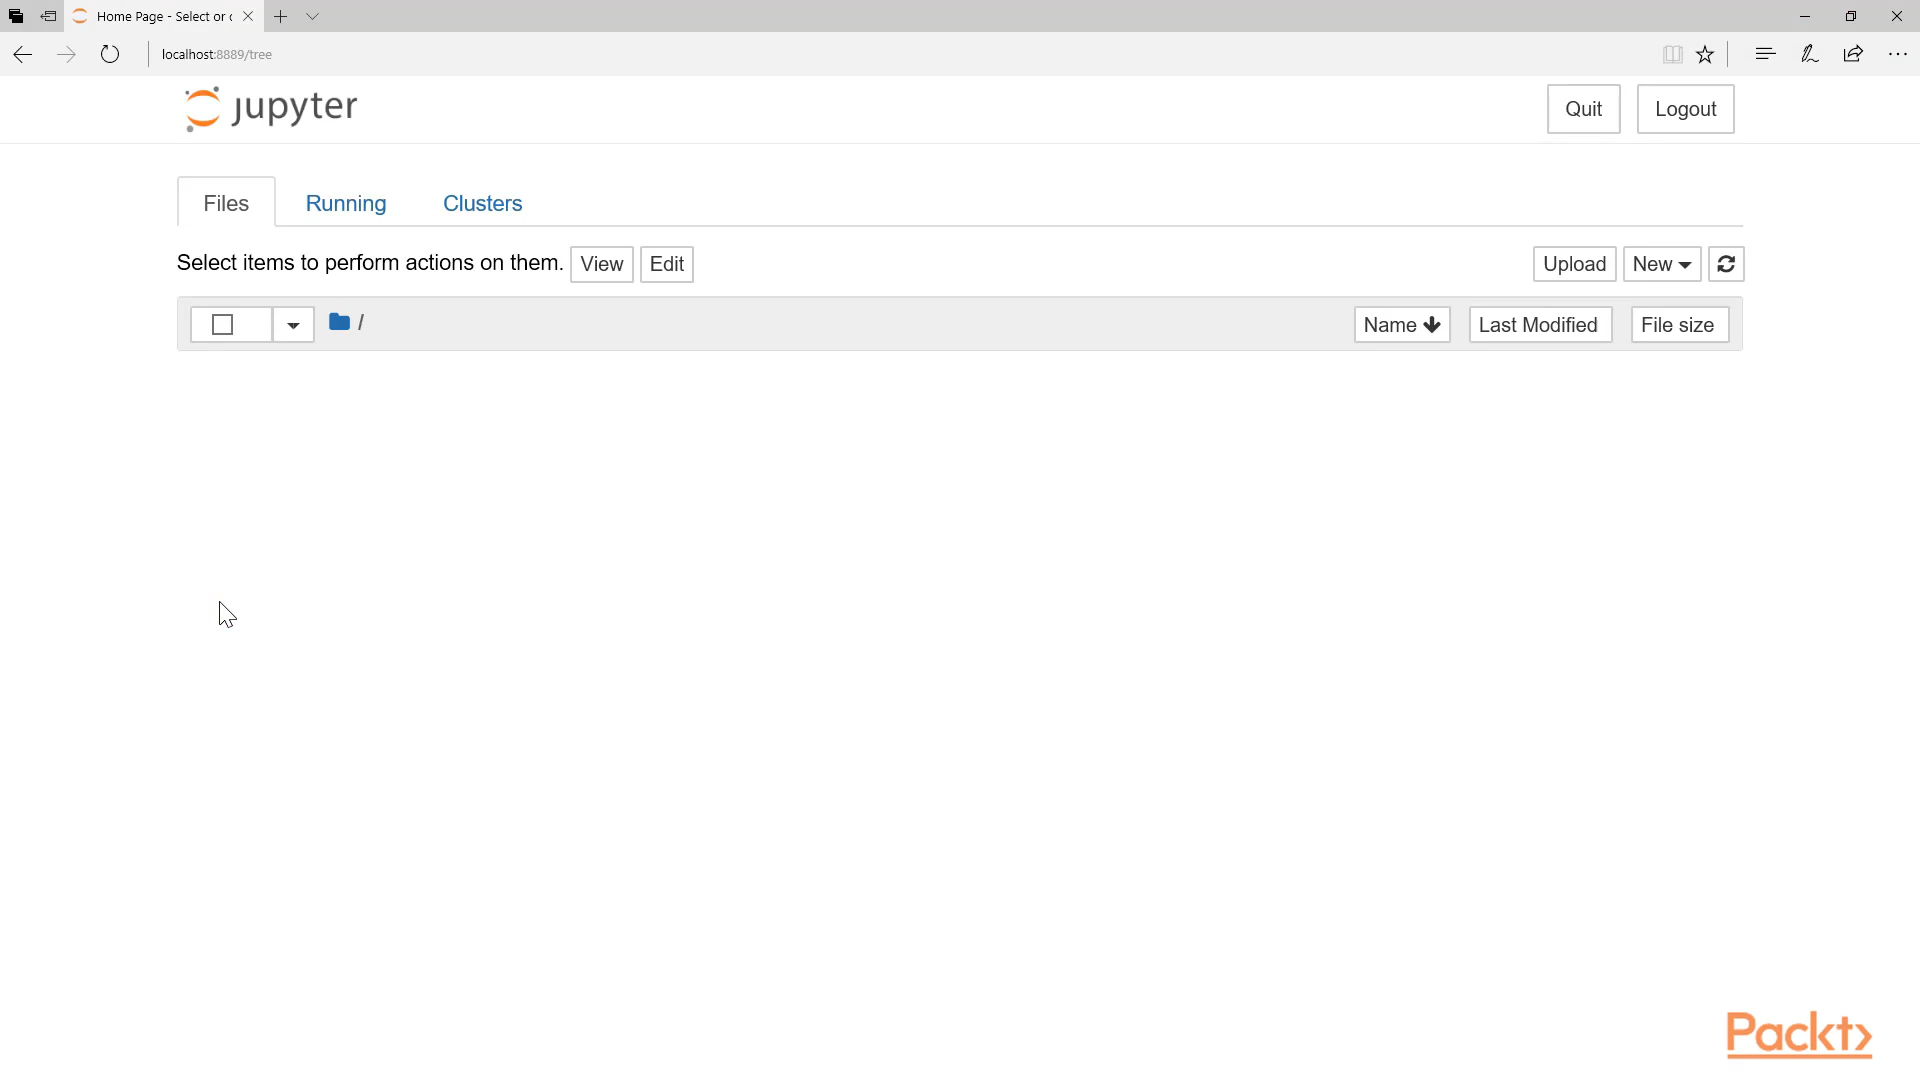 Home Page - Select or
localhost:8889/tree
jupyter
Quit
Logout
Files
Running
Clusters
Select items to perform actions on them.
View
Edit
Upload
New
/
Name
Last Modified
File size
Packt>